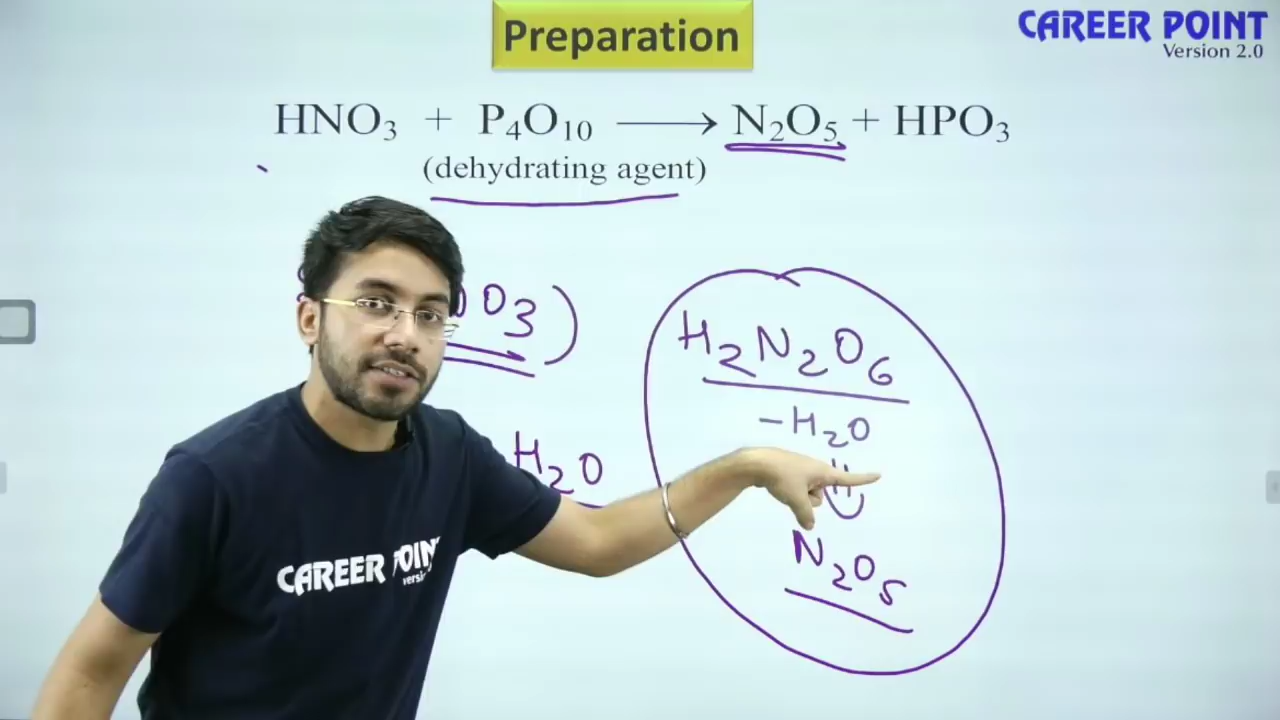 Preparation
CAREER POINT
Version 2.0
HNO₃ + P₄O₁₀ ⟶ N₂O₅ + HPO₃
(dehydrating agent)
O₃)
H₂N₂O₆
-H₂O
H₂O
N₂O₅
CAREER POINT